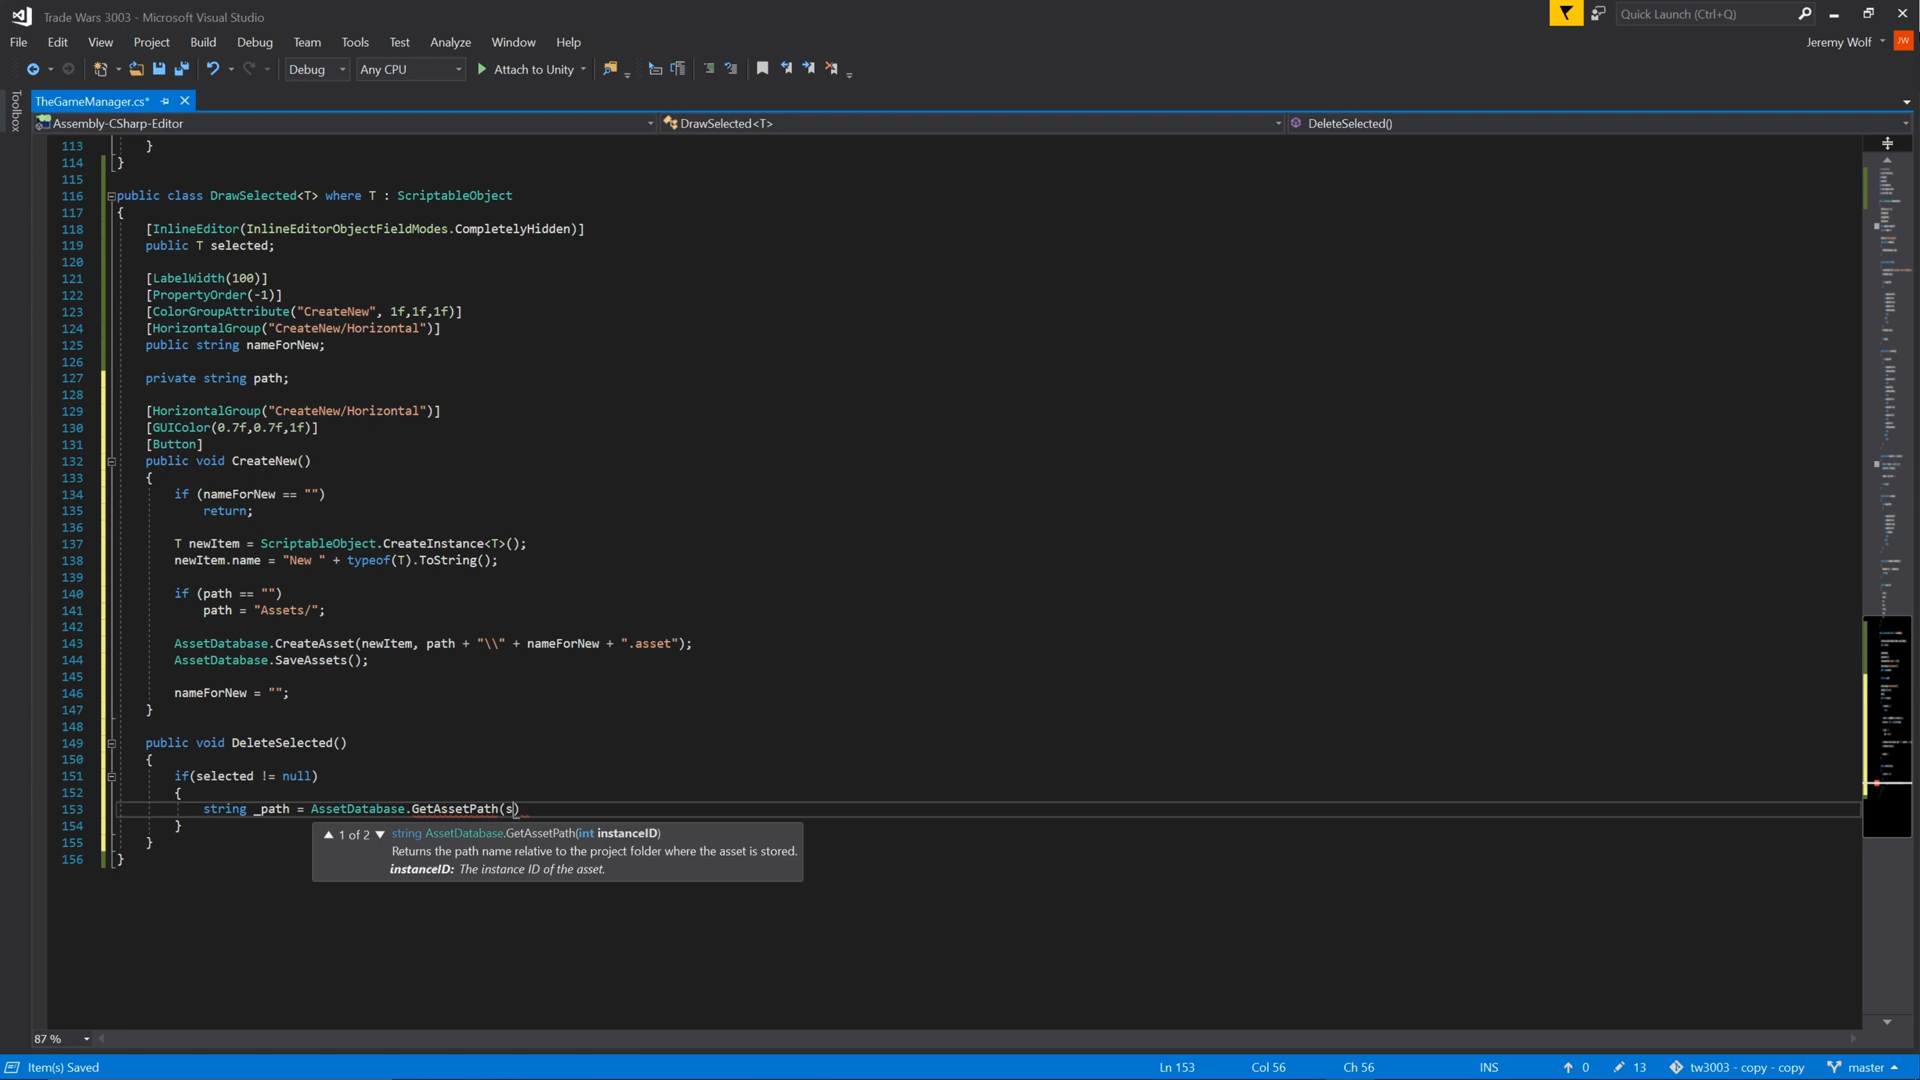 Trade Wars 3003 - Microsoft Visual Studio
Quick Launch (Ctrl+Q)
File Edit View Project Build Debug Team Tools Test Analyze Window Help
Jeremy Wolf JW
Debug Any CPU Attach to Unity
Toolbox
TheGameManager.cs*
Assembly-CSharp-Editor DrawSelected<T> DeleteSelected()
113 }
114 }
115
116 public class DrawSelected<T> where T : ScriptableObject
117 {
118 [InlineEditor(InlineEditorObjectFieldModes.CompletelyHidden)]
119 public T selected;
120
121 [LabelWidth(100)]
122 [PropertyOrder(-1)]
123 [ColorGroupAttribute("CreateNew", 1f,1f,1f)]
124 [HorizontalGroup("CreateNew/Horizontal")]
125 public string nameForNew;
126
127 private string path;
128
129 [HorizontalGroup("CreateNew/Horizontal")]
130 [GUIColor(0.7f,0.7f,1f)]
131 [Button]
132 public void CreateNew()
133 {
134 if (nameForNew == "")
135 return;
136
137 T newItem = ScriptableObject.CreateInstance<T>();
138 newItem.name = "New " + typeof(T).ToString();
139
140 if (path == "")
141 path = "Assets/";
142
143 AssetDatabase.CreateAsset(newItem, path + "\\" + nameForNew + ".asset");
144 AssetDatabase.SaveAssets();
145
146 nameForNew = "";
147 }
148
149 public void DeleteSelected()
150 {
151 if(selected != null)
152 {
153 string _path = AssetDatabase.GetAssetPath(s)
154 }
1 of 2 string AssetDatabase.GetAssetPath(int instanceID)
155 }
Returns the path name relative to the project folder where the asset is stored.
156 }
instanceID: The instance ID of the asset.
87 %
Item(s) Saved Ln 153 Col 56 Ch 56 INS 0 13 tw3003 - copy - copy master